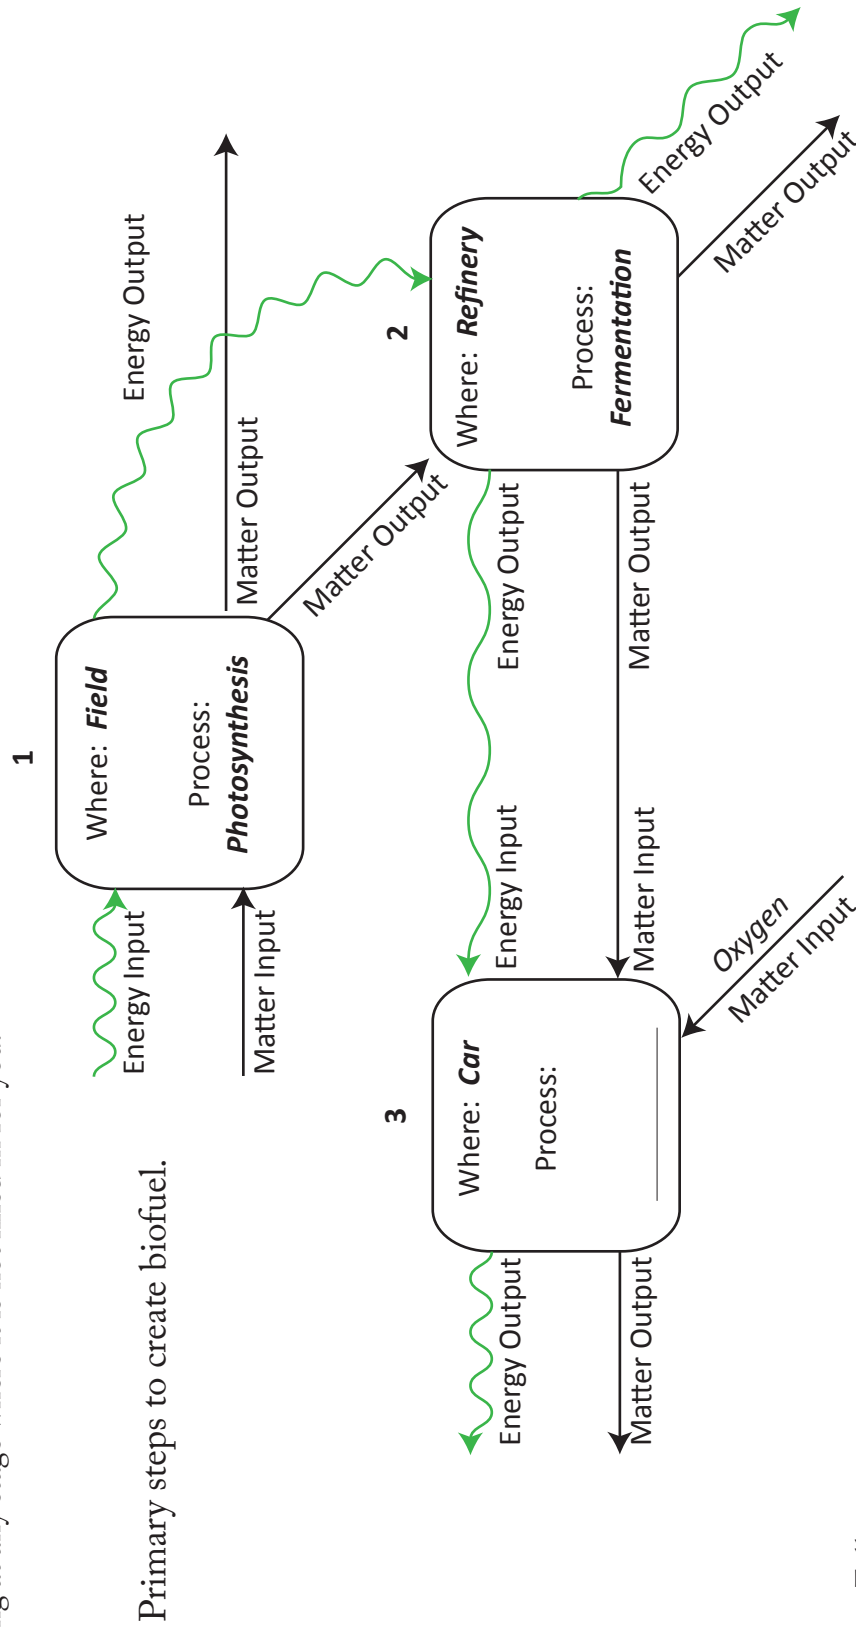 Primary steps to create biofuel.
1
Where: Field
Process:
Photosynthesis
Energy Input
Matter Input
Energy Output
Matter Output
Matter Output
2
Where: Refinery
Process:
Fermentation
Energy Output
Matter Output
Energy Output
Matter Output
3
Where: Car
Process:
Energy Input
Matter Input
Oxygen
Matter Input
Energy Output
Matter Output